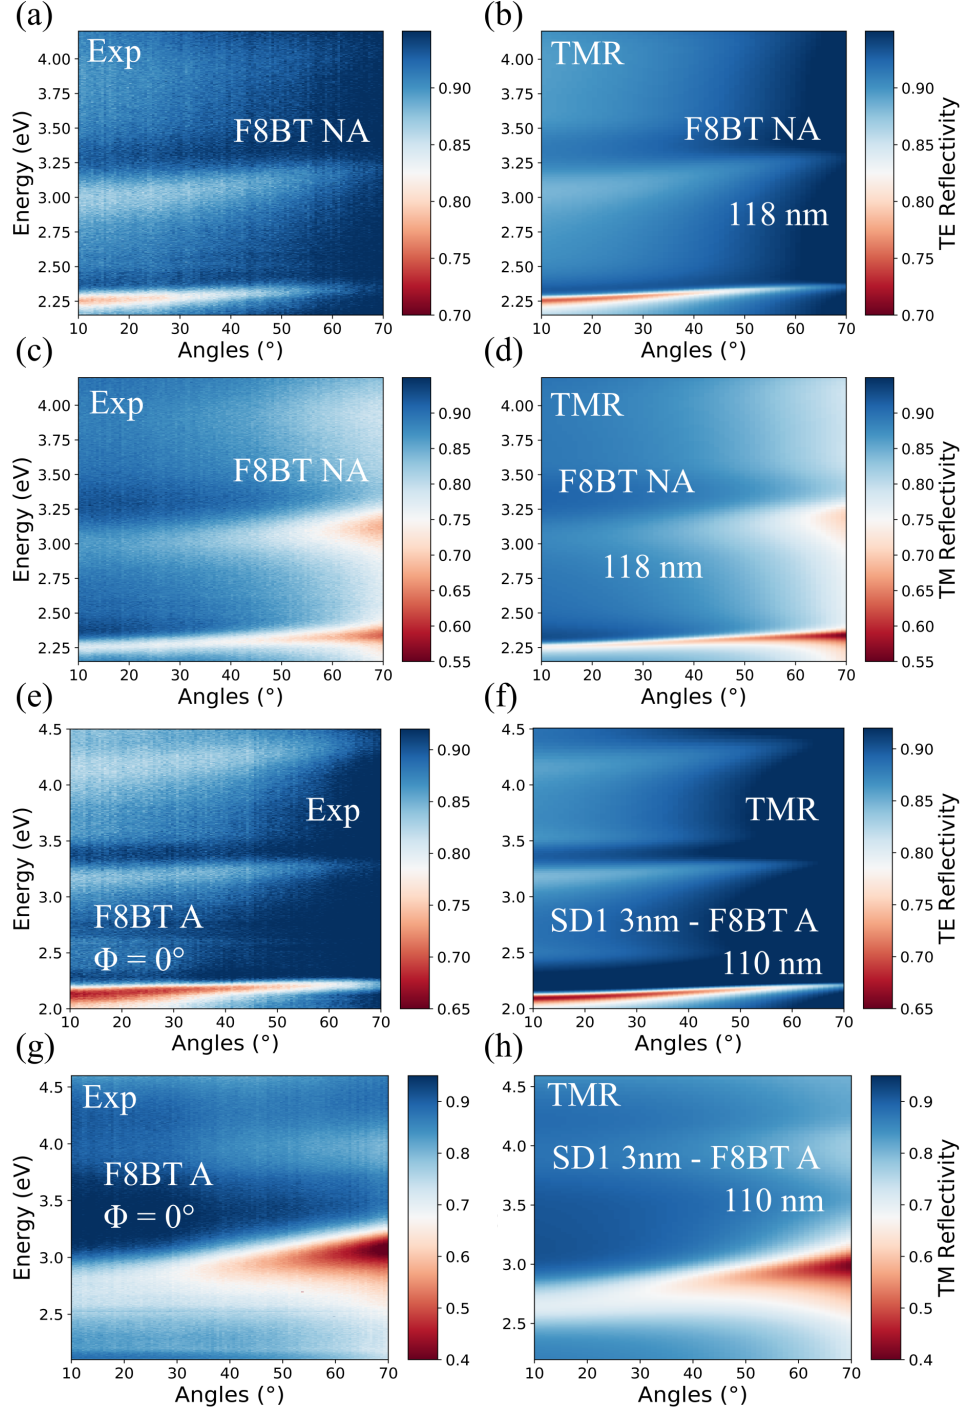 (a)
Exp
F8BT NA
Energy (eV)
4.00
3.75
3.50
3.25
3.00
2.75
2.50
2.25
10 20 30 40 50 60 70
Angles (°)
0.90
0.85
0.80
0.75
0.70
(b)
TMR
F8BT NA
118 nm
4.00
3.75
3.50
3.25
3.00
2.75
2.50
2.25
10 20 30 40 50 60 70
Angles (°)
0.90
0.85
0.80
0.75
0.70
TE Reflectivity
(c)
Exp
F8BT NA
Energy (eV)
4.00
3.75
3.50
3.25
3.00
2.75
2.50
2.25
10 20 30 40 50 60 70
Angles (°)
0.90
0.85
0.80
0.75
0.70
0.65
0.60
0.55
(d)
TMR
F8BT NA
118 nm
4.00
3.75
3.50
3.25
3.00
2.75
2.50
2.25
10 20 30 40 50 60 70
Angles (°)
0.90
0.85
0.80
0.75
0.70
0.65
0.60
0.55
TM Reflectivity
(e)
Exp
F8BT A
Φ = 0°
Energy (eV)
4.5
4.0
3.5
3.0
2.5
2.0
10 20 30 40 50 60 70
Angles (°)
0.90
0.85
0.80
0.75
0.70
0.65
(f)
TMR
SD1 3nm - F8BT A
110 nm
4.5
4.0
3.5
3.0
2.5
2.0
10 20 30 40 50 60 70
Angles (°)
0.90
0.85
0.80
0.75
0.70
0.65
TE Reflectivity
(g)
Exp
F8BT A
Φ = 0°
Energy (eV)
4.5
4.0
3.5
3.0
2.5
10 20 30 40 50 60 70
Angles (°)
0.9
0.8
0.7
0.6
0.5
0.4
(h)
TMR
SD1 3nm - F8BT A
110 nm
4.5
4.0
3.5
3.0
2.5
10 20 30 40 50 60 70
Angles (°)
0.9
0.8
0.7
0.6
0.5
0.4
TM Reflectivity